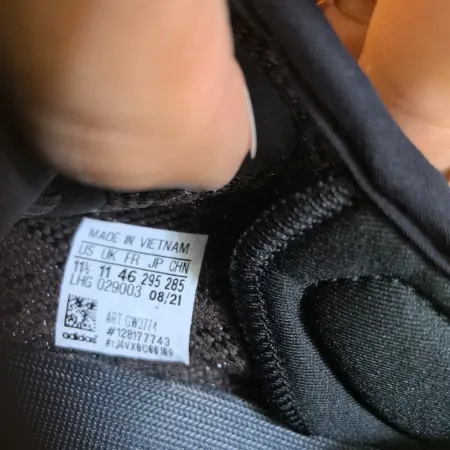 MADE IN VIETNAM
US UK FR JP CHN
11½ 11 46 295 285
LHG 029003 08/21
ART GW3774
#128177743
adidas